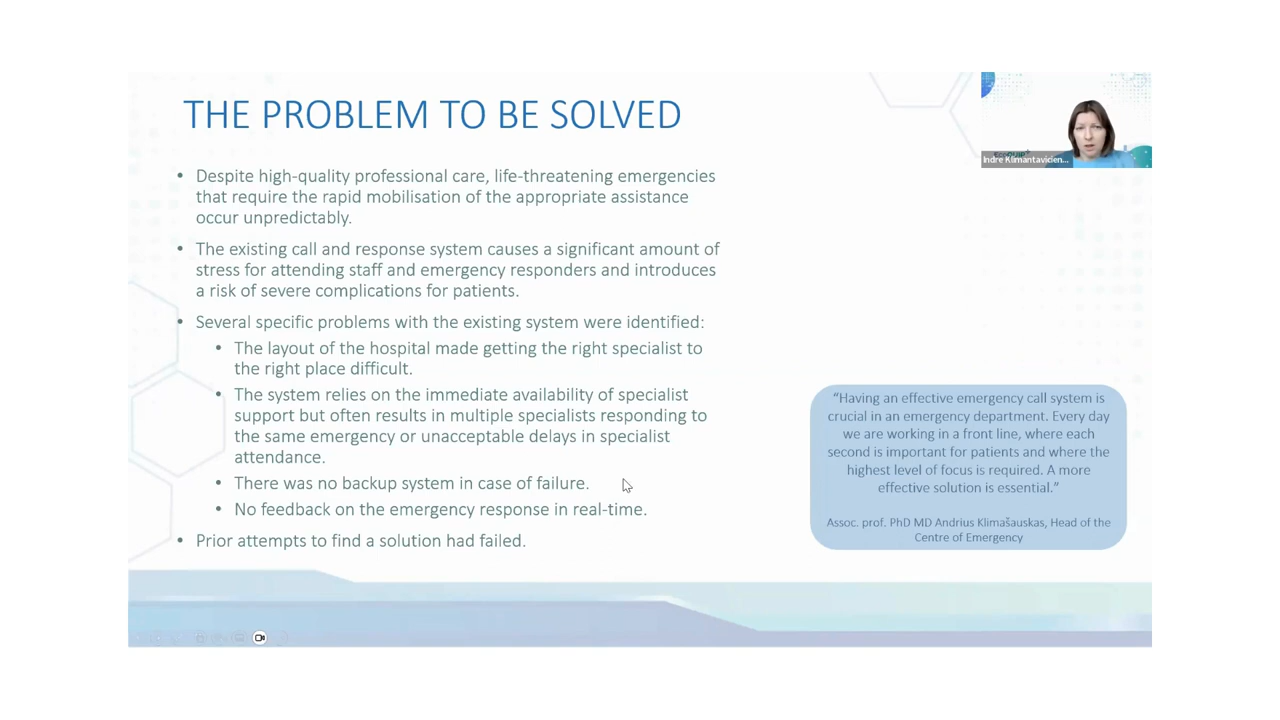 THE PROBLEM TO BE SOLVED
• Despite high-quality professional care, life-threatening emergencies
that require the rapid mobilisation of the appropriate assistance
occur unpredictably.
• The existing call and response system causes a significant amount of
stress for attending staff and emergency responders and introduces
a risk of severe complications for patients.
• Several specific problems with the existing system were identified:
• The layout of the hospital made getting the right specialist to
the right place difficult.
• The system relies on the immediate availability of specialist
support but often results in multiple specialists responding to
the same emergency or unacceptable delays in specialist
attendance.
• There was no backup system in case of failure.
• No feedback on the emergency response in real-time.
• Prior attempts to find a solution had failed.
Indre Klimantavicien...
“Having an effective emergency call system is
crucial in an emergency department. Every day
we are working in a front line, where each
second is important for patients and where the
highest level of focus is required. A more
effective solution is essential.”
Assoc. prof. PhD MD Andrius Klimašauskas, Head of the
Centre of Emergency